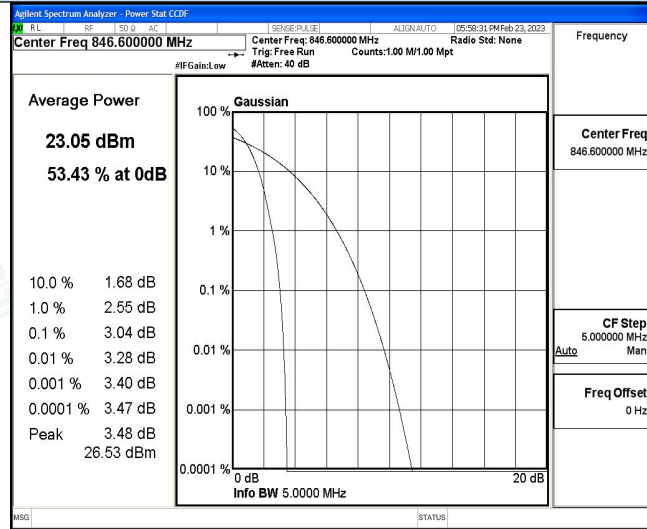 Agilent Spectrum Analyzer - Power Stat CCDF
RL RF 50 Ω AC SENSE:PULSE ALIGN AUTO 05:58:31 PM Feb 23, 2023
Center Freq 846.600000 MHz
Center Freq: 846.600000 MHz Radio Std: None
Trig: Free Run Counts:1.00 M/1.00 Mpt
#IFGain:Low #Atten: 40 dB
Frequency
Average Power
23.05 dBm
53.43 % at 0dB
10.0 % 1.68 dB
1.0 % 2.55 dB
0.1 % 3.04 dB
0.01 % 3.28 dB
0.001 % 3.40 dB
0.0001 % 3.47 dB
Peak 3.48 dB
26.53 dBm
Gaussian
100 %
10 %
1 %
0.1 %
0.01 %
0.001 %
0.0001 %
0 dB 20 dB
Info BW 5.0000 MHz
Center Freq
846.600000 MHz
CF Step
5.000000 MHz
Auto Man
Freq Offset
0 Hz
MSG STATUS